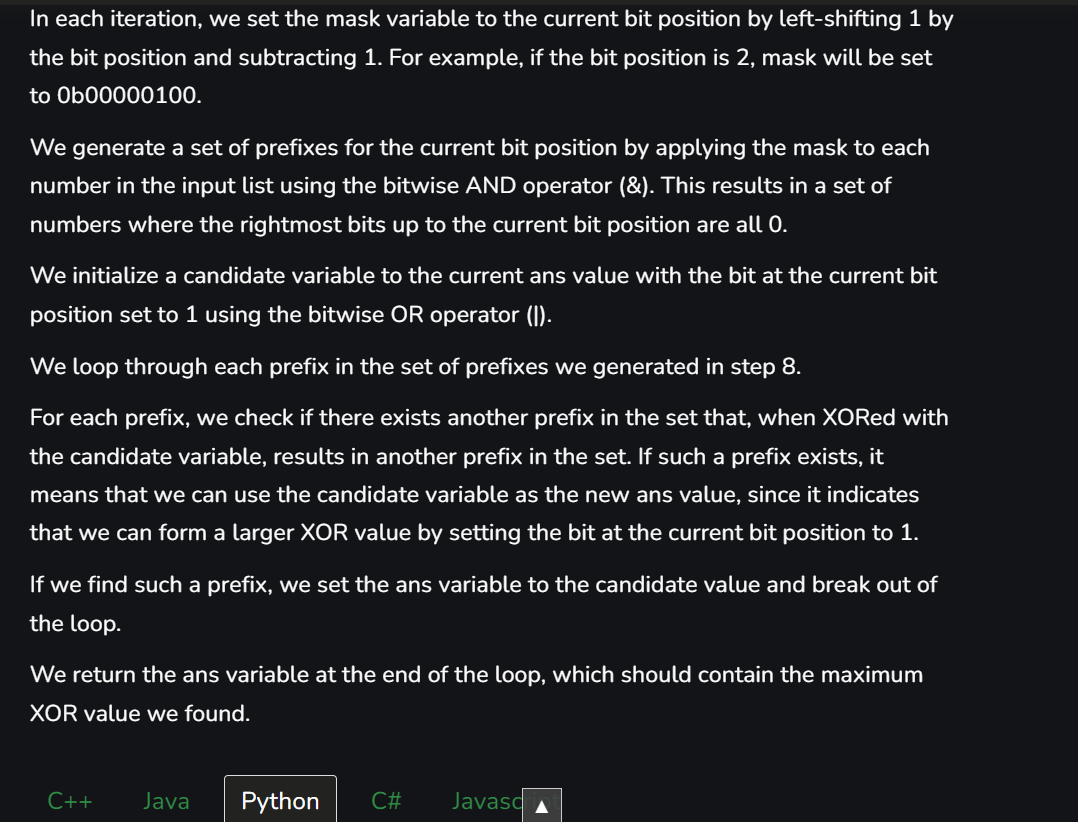 In each iteration, we set the mask variable to the current bit position by left-shifting 1 by
the bit position and subtracting 1. For example, if the bit position is 2, mask will be set
to 0b00000100.
We generate a set of prefixes for the current bit position by applying the mask to each
number in the input list using the bitwise AND operator (&). This results in a set of
numbers where the rightmost bits up to the current bit position are all 0.
We initialize a candidate variable to the current ans value with the bit at the current bit
position set to 1 using the bitwise OR operator (|).
We loop through each prefix in the set of prefixes we generated in step 8.
For each prefix, we check if there exists another prefix in the set that, when XORed with
the candidate variable, results in another prefix in the set. If such a prefix exists, it
means that we can use the candidate variable as the new ans value, since it indicates
that we can form a larger XOR value by setting the bit at the current bit position to 1.
If we find such a prefix, we set the ans variable to the candidate value and break out of
the loop.
We return the ans variable at the end of the loop, which should contain the maximum
XOR value we found.
C++ Java Python C#